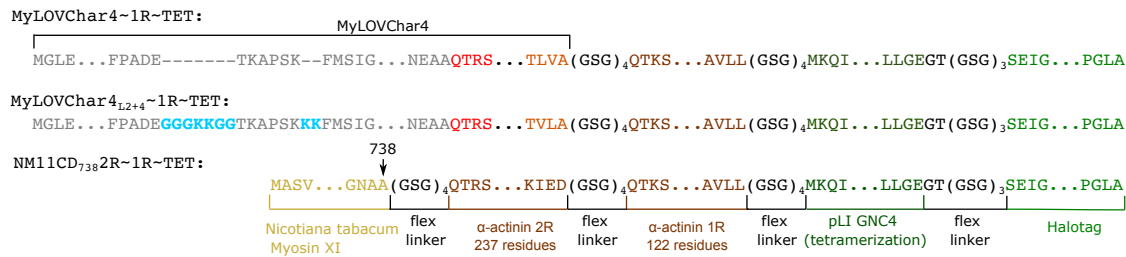 MyLOVChar4~1R~TET:
MyLOVChar4
MGLE...FPADE-------TKAPSK--FMSIG...NEAAQTRS...TLVA(GSG)₄QTKS...AVLL(GSG)₄MKQI...LLGEGT(GSG)₃SEIG...PGLA
MyLOVChar4L2+4~1R~TET:
MGLE...FPADEGGGKKGGTKAPSKKKFMSIG...NEAAQTRS...TVLA(GSG)₄QTKS...AVLL(GSG)₄MKQI...LLGEGT(GSG)₃SEIG...PGLA
738
NM11CD₇₃₈2R~1R~TET:
MASV...GNAA(GSG)₄QTRS...KIED(GSG)₄QTKS...AVLL(GSG)₄MKQI...LLGEGT(GSG)₃SEIG...PGLA
Nicotiana tabacum
Myosin XI
flex
linker
α-actinin 2R
237 residues
flex
linker
α-actinin 1R
122 residues
flex
linker
pLI GNC4
(tetramerization)
flex
linker
Halotag